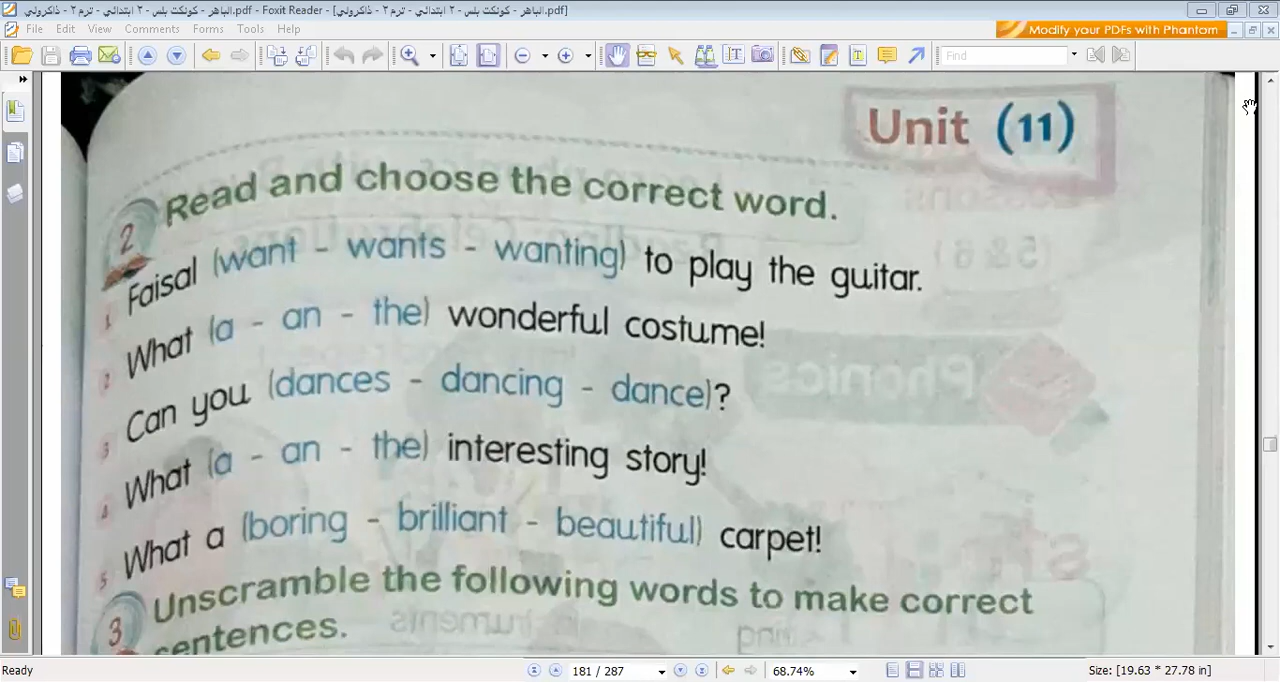 الباهر - كونكت بلس - ٢ ابتدائي - ترم ٢ - ذاكرولي.pdf - Foxit Reader - [الباهر - كونكت بلس - ٢ ابتدائي - ترم ٢ - ذاكرولي.pdf]
File Edit View Comments Forms Tools Help
Modify your PDFs with Phantom
Find
Unit (11)
2 Read and choose the correct word.
1 Faisal (want - wants - wanting) to play the guitar.
2 What (a - an - the) wonderful costume!
3 Can you (dances - dancing - dance)?
4 What (a - an - the) interesting story!
5 What a (boring - brilliant - beautiful) carpet!
3 Unscramble the following words to make correct
sentences.
Ready 181 / 287 68.74% Size: [19.63 * 27.78 in]